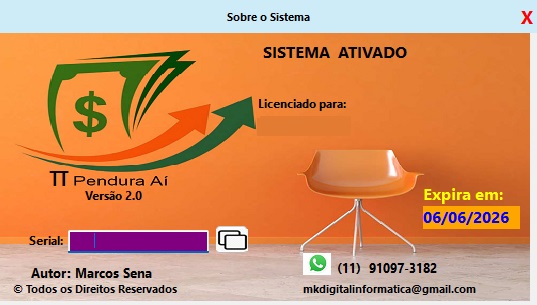 Sobre o Sistema
X
SISTEMA ATIVADO
$
Licenciado para:
π Pendura Aí
Versão 2.0
Expira em:
06/06/2026
Serial:
Autor: Marcos Sena
mk (11) 91097-3182
© Todos os Direitos Reservados
mkdigitalinformatica@gmail.com